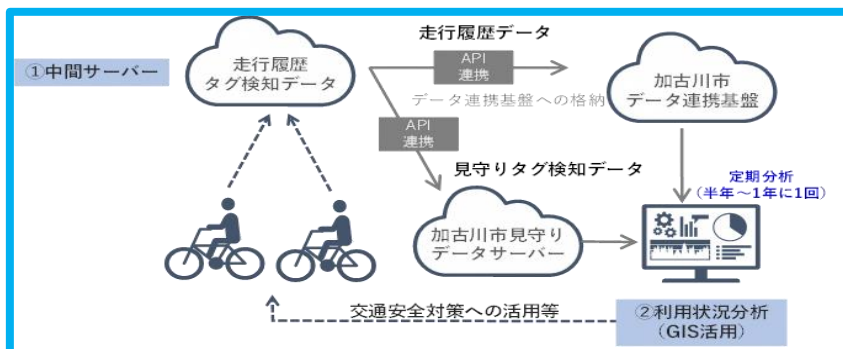 ①中間サーバー
走行履歴
タグ検知データ
走行履歴データ
API
連携
データ連携基盤への格納
加古川市
データ連携基盤
API
連携
見守りタグ検知データ
定期分析
(半年～1年に1回)
加古川市見守り
データサーバー
交通安全対策への活用等
②利用状況分析
(GIS活用)